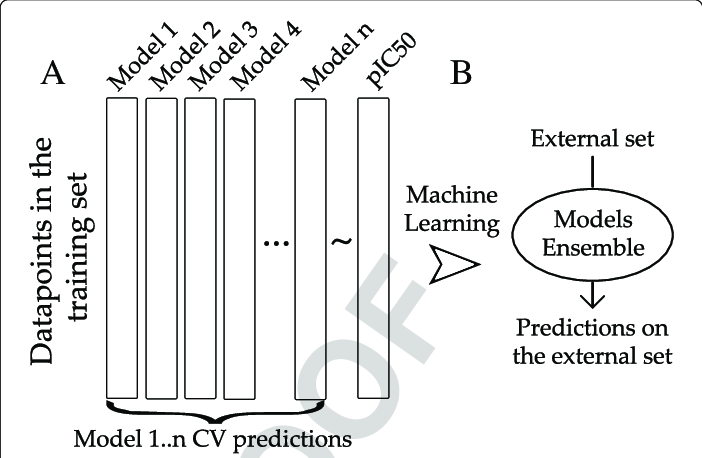 A
Model 1
Model 2
Model 3
Model 4
Model n
pIC50
B
Datapoints in the
training set
...
~
Machine
Learning
External set
Models
Ensemble
Predictions on
the external set
Model 1..n CV predictions